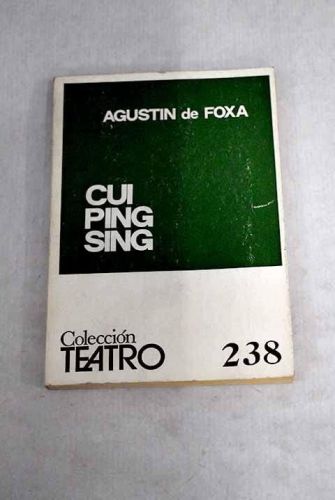 AGUSTIN de FOXA
CUI
PING
SING
Colección
TEATRO
238